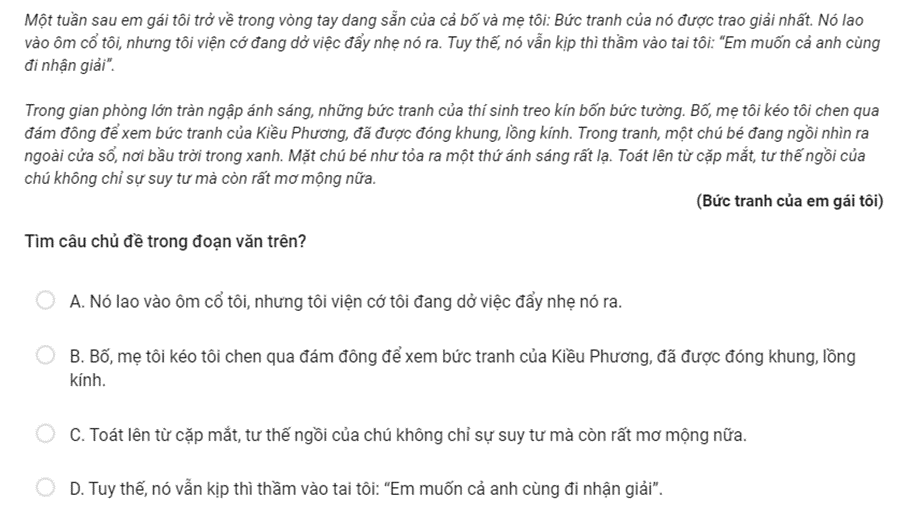 Một tuần sau em gái tôi trở về trong vòng tay dang sẵn của cả bố và mẹ tôi: Bức tranh của nó được trao giải nhất. Nó lao
vào ôm cổ tôi, nhưng tôi viện cớ đang dở việc đẩy nhẹ nó ra. Tuy thế, nó vẫn kịp thì thầm vào tai tôi: "Em muốn cả anh cùng
đi nhận giải".
Trong gian phòng lớn tràn ngập ánh sáng, những bức tranh của thí sinh treo kín bốn bức tường. Bố, mẹ tôi kéo tôi chen qua
đám đông để xem bức tranh của Kiều Phương, đã được đóng khung, lồng kính. Trong tranh, một chú bé đang ngồi nhìn ra
ngoài cửa sổ, nơi bầu trời trong xanh. Mặt chú bé như tỏa ra một thứ ánh sáng rất lạ. Toát lên từ cặp mắt, tư thế ngồi của
chú không chỉ sự suy tư mà còn rất mơ mộng nữa.
(Bức tranh của em gái tôi)
Tìm câu chủ đề trong đoạn văn trên?
A. Nó lao vào ôm cổ tôi, nhưng tôi viện cớ tôi đang dở việc đẩy nhẹ nó ra.
B. Bố, mẹ tôi kéo tôi chen qua đám đông để xem bức tranh của Kiều Phương, đã được đóng khung, lồng
kính.
C. Toát lên từ cặp mắt, tư thế ngồi của chú không chỉ sự suy tư mà còn rất mơ mộng nữa.
D. Tuy thế, nó vẫn kịp thì thầm vào tai tôi: "Em muốn cả anh cùng đi nhận giải".